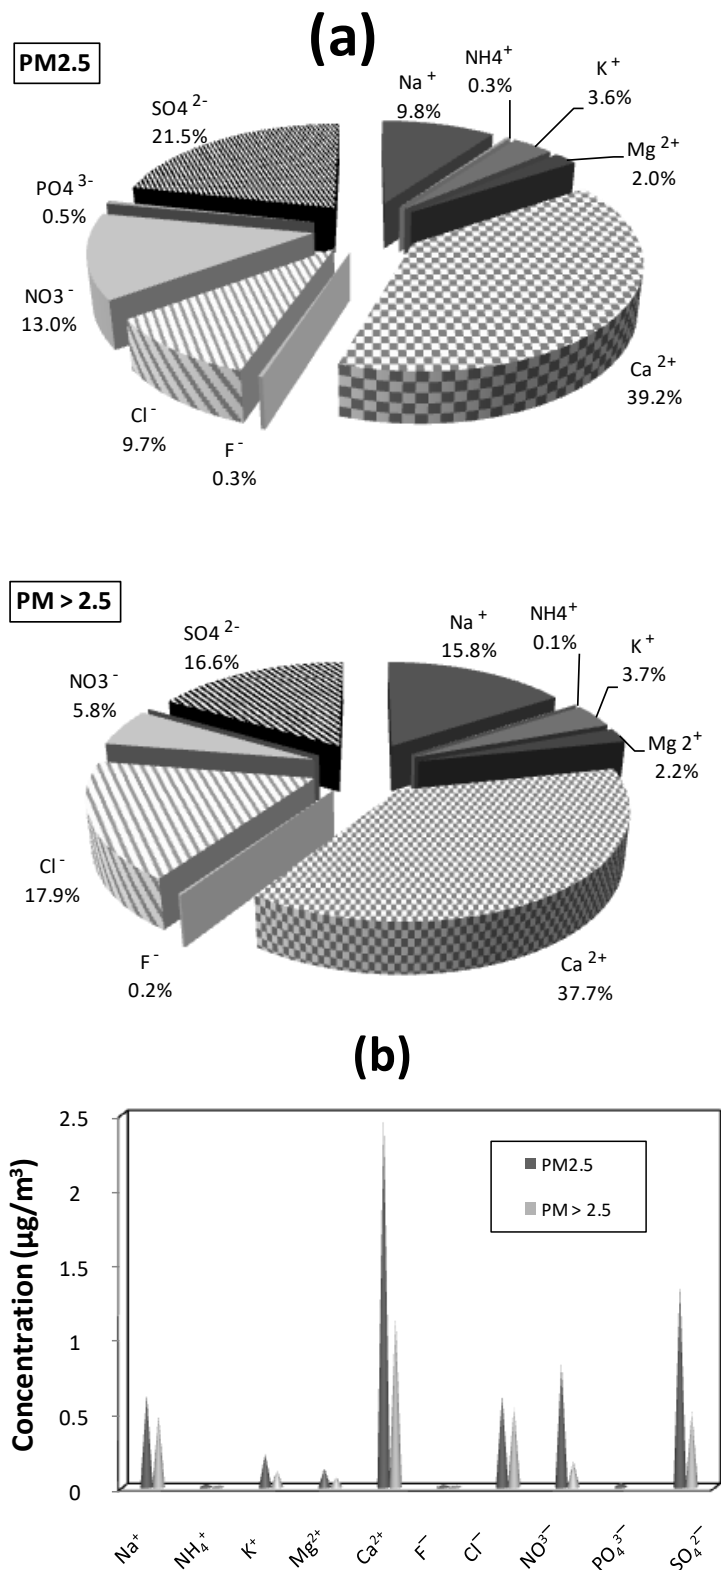 (a)
PM2.5
Na +
9.8%
NH4+
0.3%
K +
3.6%
Mg 2+
2.0%
Ca 2+
39.2%
F -
0.3%
Cl -
9.7%
NO3 -
13.0%
PO4 3-
0.5%
SO4 2-
21.5%
PM > 2.5
Na +
15.8%
NH4+
0.1%
K +
3.7%
Mg 2+
2.2%
Ca 2+
37.7%
F -
0.2%
Cl -
17.9%
NO3 -
5.8%
SO4 2-
16.6%
(b)
Concentration (µg/m³)
2.5
2
1.5
1
0.5
0
PM2.5
PM > 2.5
Na⁺
NH₄⁺
K⁺
Mg²⁺
Ca²⁺
F⁻
Cl⁻
NO³⁻
PO₄³⁻
SO₄²⁻